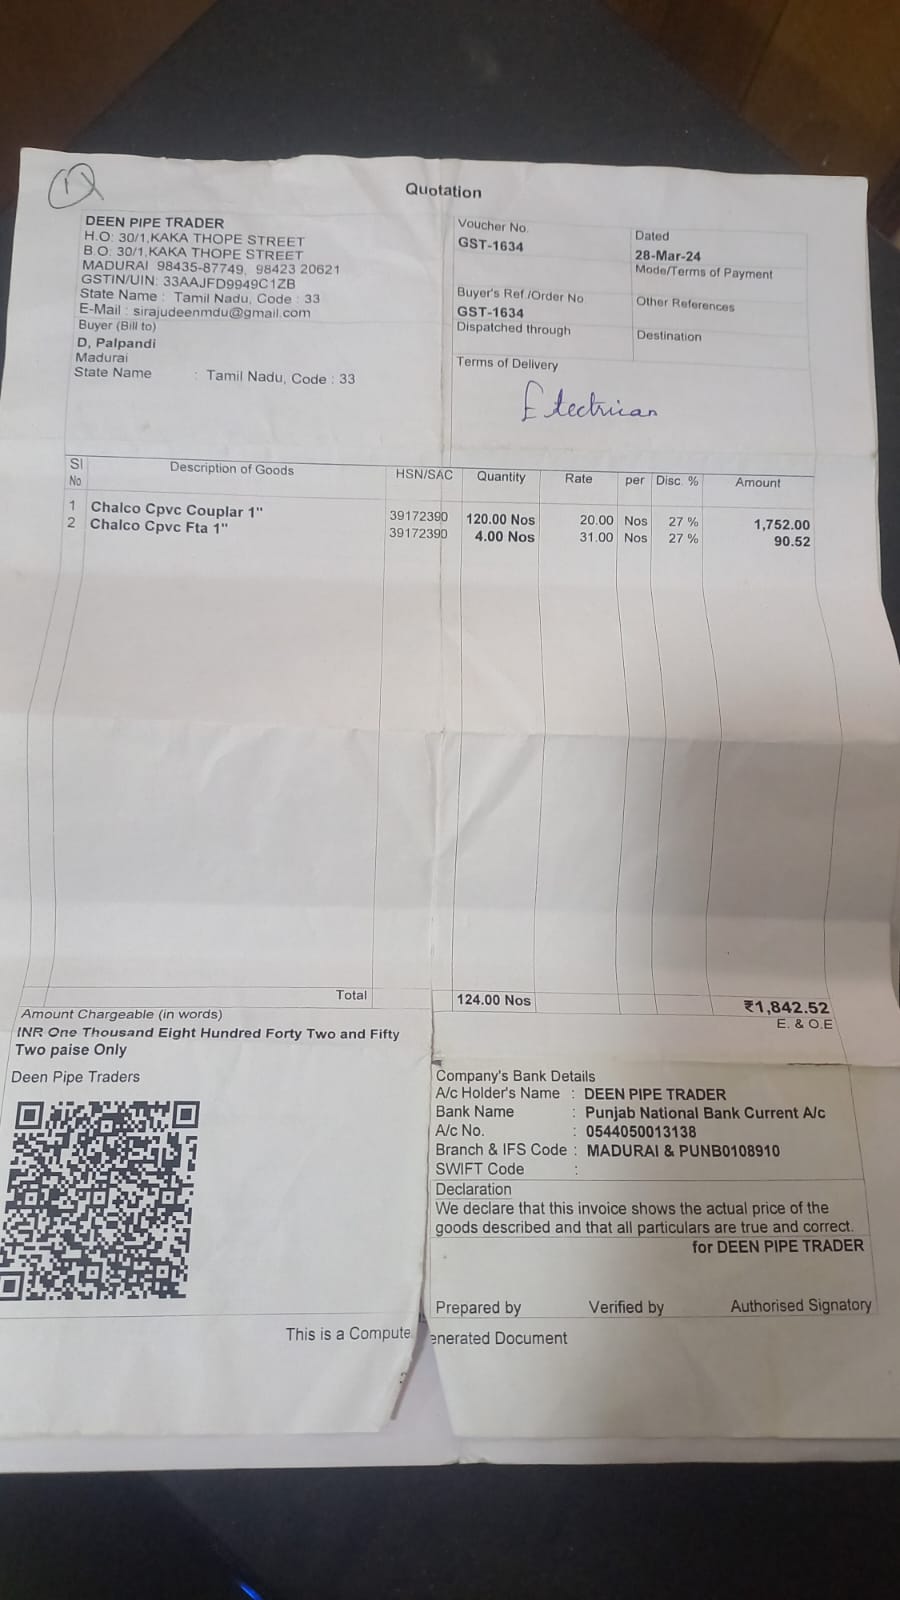 1
Quotation
DEEN PIPE TRADER
H.O: 30/1,KAKA THOPE STREET
B.O: 30/1,KAKA THOPE STREET
MADURAI 98435-87749, 98423 20621
GSTIN/UIN: 33AAJFD9949C1ZB
State Name : Tamil Nadu, Code : 33
E-Mail : sirajudeenmdu@gmail.com
Buyer (Bill to)
D, Palpandi
Madurai
State Name : Tamil Nadu, Code : 33
Voucher No.
GST-1634
Dated
28-Mar-24
Mode/Terms of Payment
Buyer's Ref./Order No.
GST-1634
Other References
Dispatched through
Destination
Terms of Delivery
Electrician
Sl No Description of Goods HSN/SAC Quantity Rate per Disc. % Amount
1 Chalco Cpvc Couplar 1" 39172390 120.00 Nos 20.00 Nos 27 % 1,752.00
2 Chalco Cpvc Fta 1" 39172390 4.00 Nos 31.00 Nos 27 % 90.52
Total 124.00 Nos ₹1,842.52
Amount Chargeable (in words) E. & O.E
INR One Thousand Eight Hundred Forty Two and Fifty
Two paise Only
Deen Pipe Traders
Company's Bank Details
A/c Holder's Name : DEEN PIPE TRADER
Bank Name : Punjab National Bank Current A/c
A/c No. : 0544050013138
Branch & IFS Code : MADURAI & PUNB0108910
SWIFT Code :
Declaration
We declare that this invoice shows the actual price of the
goods described and that all particulars are true and correct.
for DEEN PIPE TRADER
Prepared by Verified by Authorised Signatory
This is a Compute enerated Document